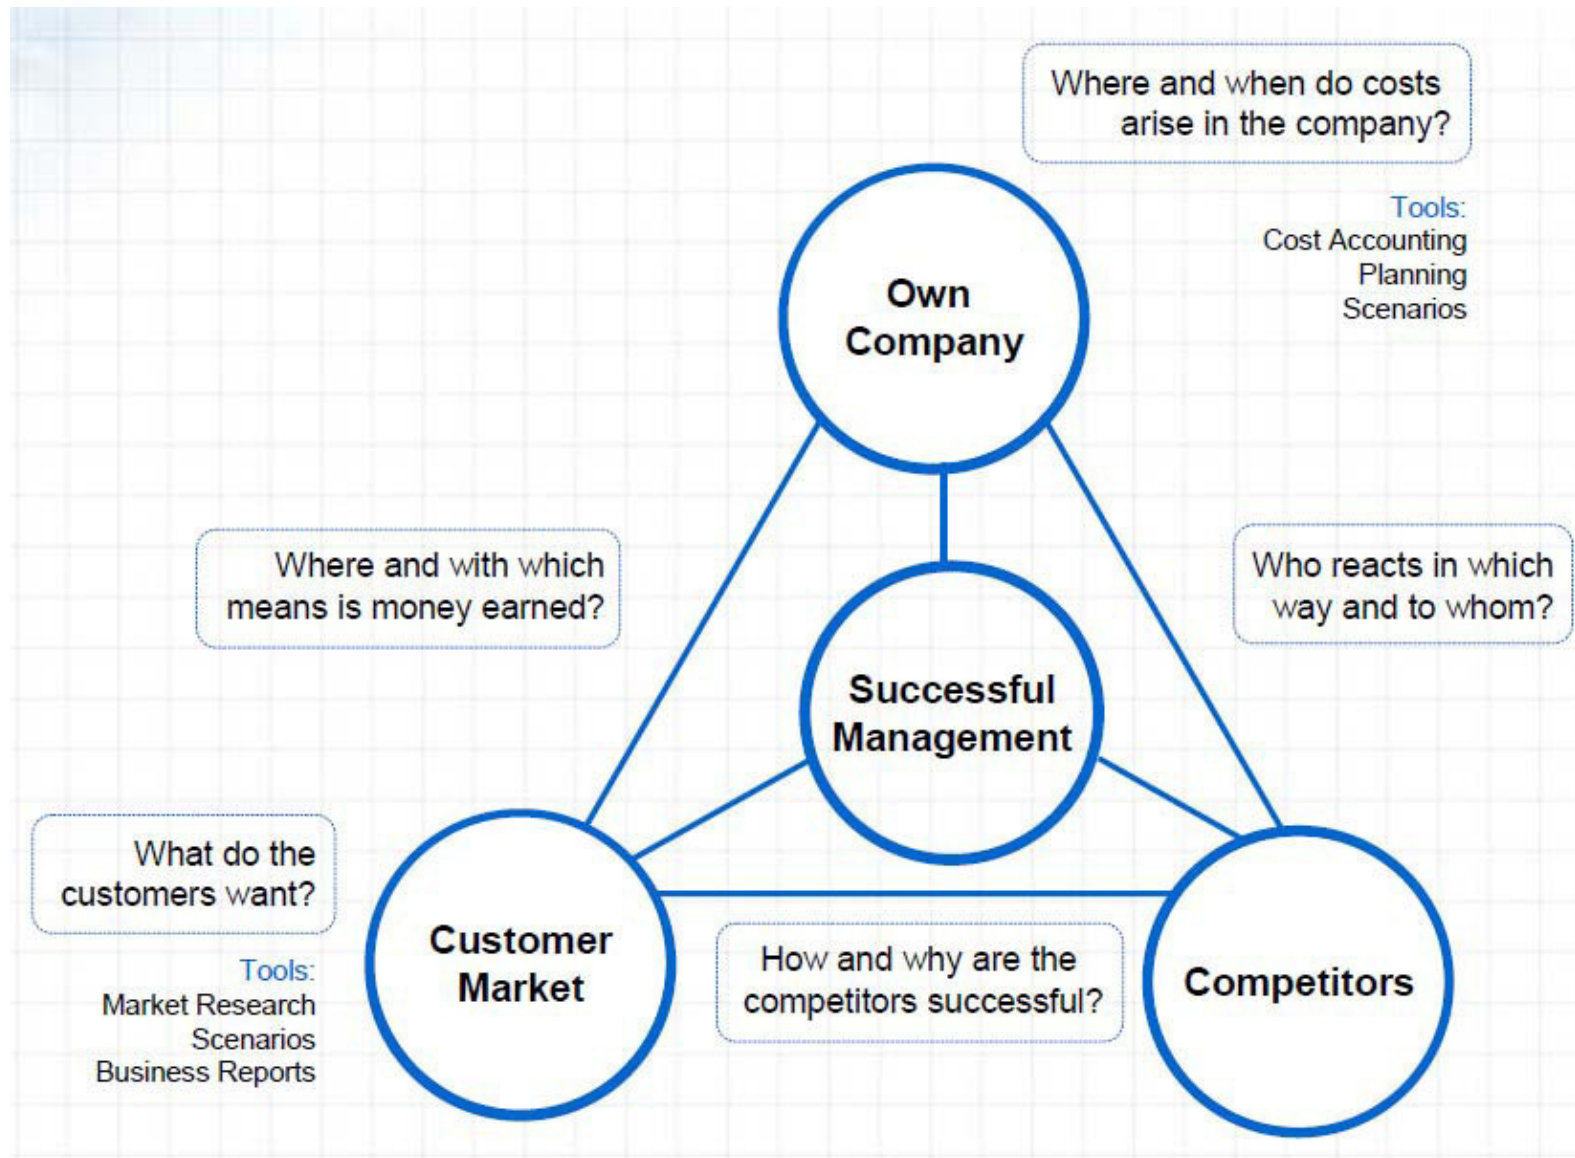 Where and when do costs
arise in the company?
Tools:
Cost Accounting
Planning
Scenarios
Own
Company
Where and with which
means is money earned?
Who reacts in which
way and to whom?
Successful
Management
What do the
customers want?
Tools:
Market Research
Scenarios
Business Reports
Customer
Market
How and why are the
competitors successful?
Competitors